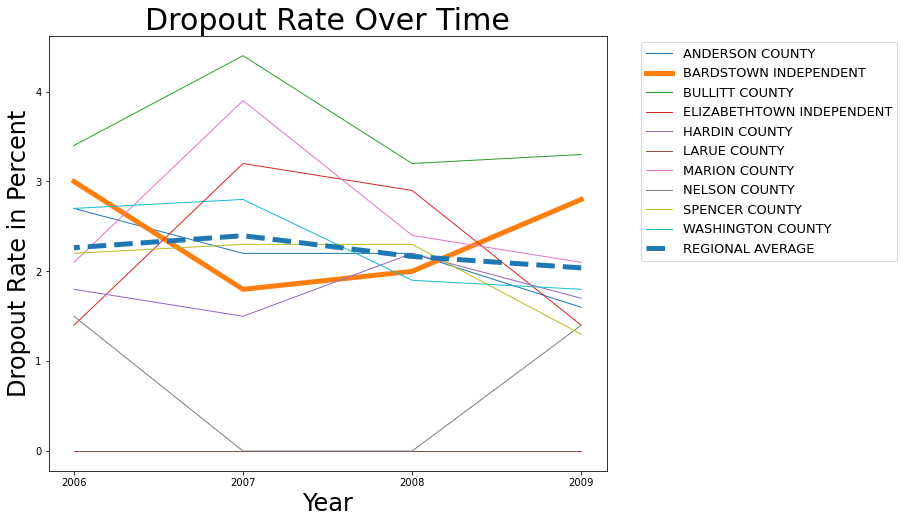 Dropout Rate Over Time
Dropout Rate in Percent
4
3
2
1
0
2006 2007 2008 2009
Year
ANDERSON COUNTY
BARDSTOWN INDEPENDENT
BULLITT COUNTY
ELIZABETHTOWN INDEPENDENT
HARDIN COUNTY
LARUE COUNTY
MARION COUNTY
NELSON COUNTY
SPENCER COUNTY
WASHINGTON COUNTY
REGIONAL AVERAGE